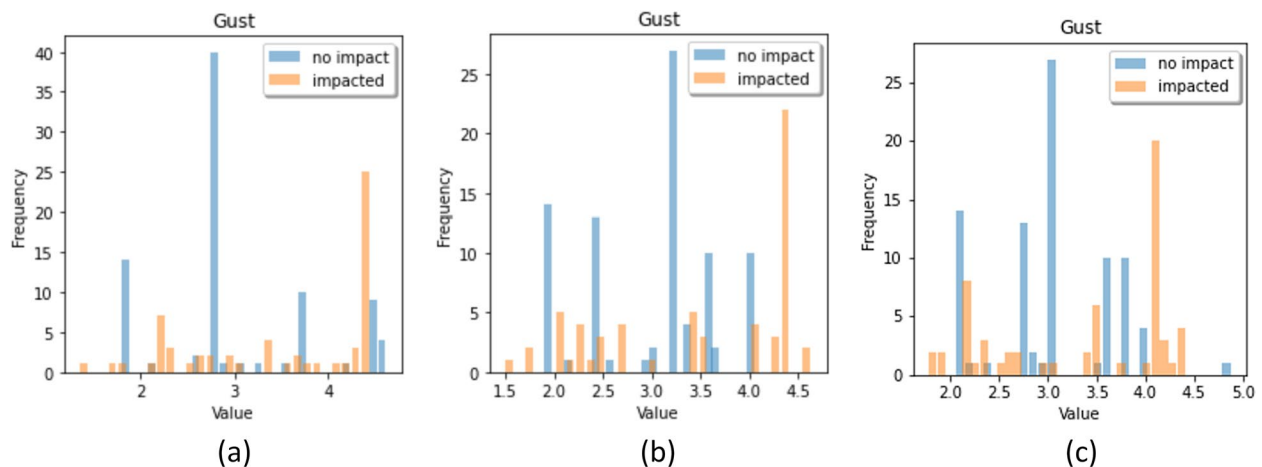 Gust
no impact
impacted
Frequency
40
35
30
25
20
15
10
5
0
2 3 4
Value
(a)
Gust
no impact
impacted
Frequency
25
20
15
10
5
0
1.5 2.0 2.5 3.0 3.5 4.0 4.5
Value
(b)
Gust
no impact
impacted
Frequency
25
20
15
10
5
0
2.0 2.5 3.0 3.5 4.0 4.5 5.0
Value
(c)